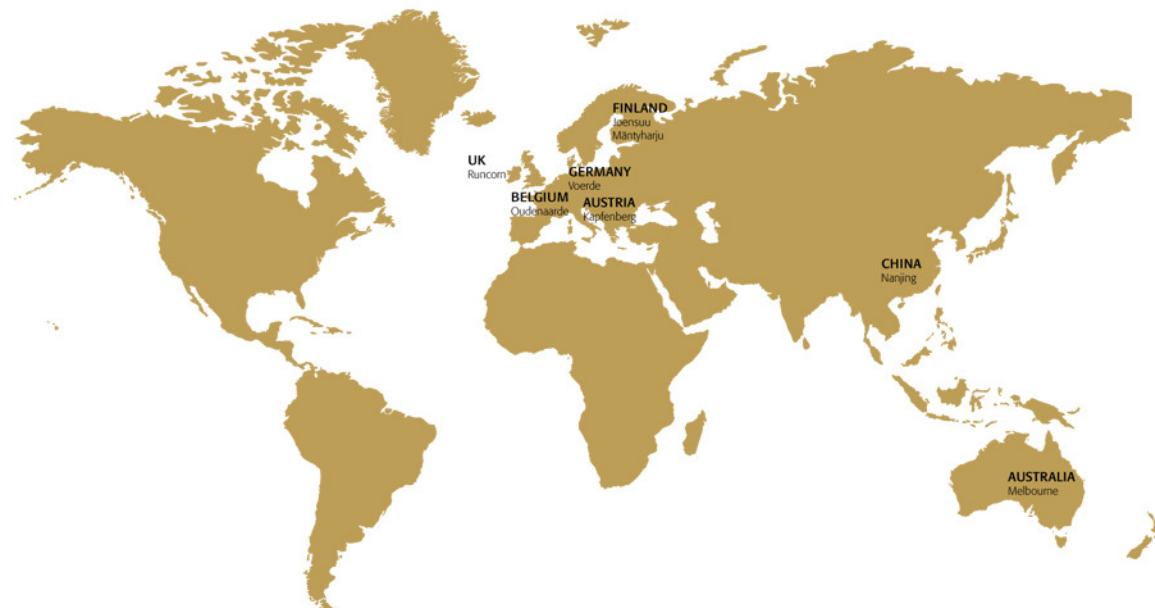 FINLAND
Joensuu
Mäntyharju
UK
Runcorn
GERMANY
Voerde
BELGIUM
Oudenaarde
AUSTRIA
Kapfenberg
CHINA
Nanjing
AUSTRALIA
Melbourne